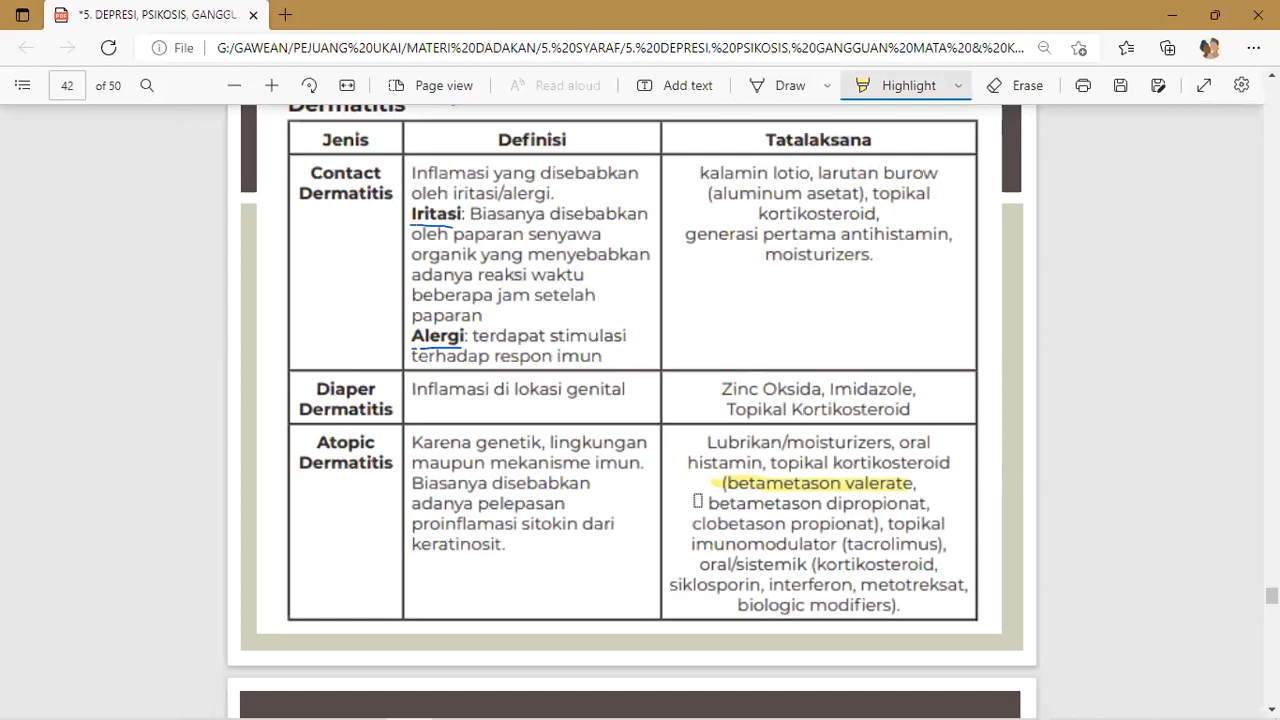 *5. DEPRESI, PSIKOSIS, GANGGU
File
G:/GAWEAN/PEJUANG%20UKAI/MATERI%20DADAKAN/5.%20SYARAF/5.%20DEPRESI,%20PSIKOSIS,%20GANGGUAN%20MATA%20&%20K...
42 of 50
Page view
Read aloud
Add text
Draw
Highlight
Erase
Dermatitis
Jenis Definisi Tatalaksana
Contact
Dermatitis
Inflamasi yang disebabkan
oleh iritasi/alergi.
Iritasi: Biasanya disebabkan
oleh paparan senyawa
organik yang menyebabkan
adanya reaksi waktu
beberapa jam setelah
paparan
Alergi: terdapat stimulasi
terhadap respon imun
kalamin lotio, larutan burow
(aluminum asetat), topikal
kortikosteroid,
generasi pertama antihistamin,
moisturizers.
Diaper
Dermatitis
Inflamasi di lokasi genital
Zinc Oksida, Imidazole,
Topikal Kortikosteroid
Atopic
Dermatitis
Karena genetik, lingkungan
maupun mekanisme imun.
Biasanya disebabkan
adanya pelepasan
proinflamasi sitokin dari
keratinosit.
Lubrikan/moisturizers, oral
histamin, topikal kortikosteroid
(betametason valerate,
betametason dipropionat,
clobetason propionat), topikal
imunomodulator (tacrolimus),
oral/sistemik (kortikosteroid,
siklosporin, interferon, metotreksat,
biologic modifiers).